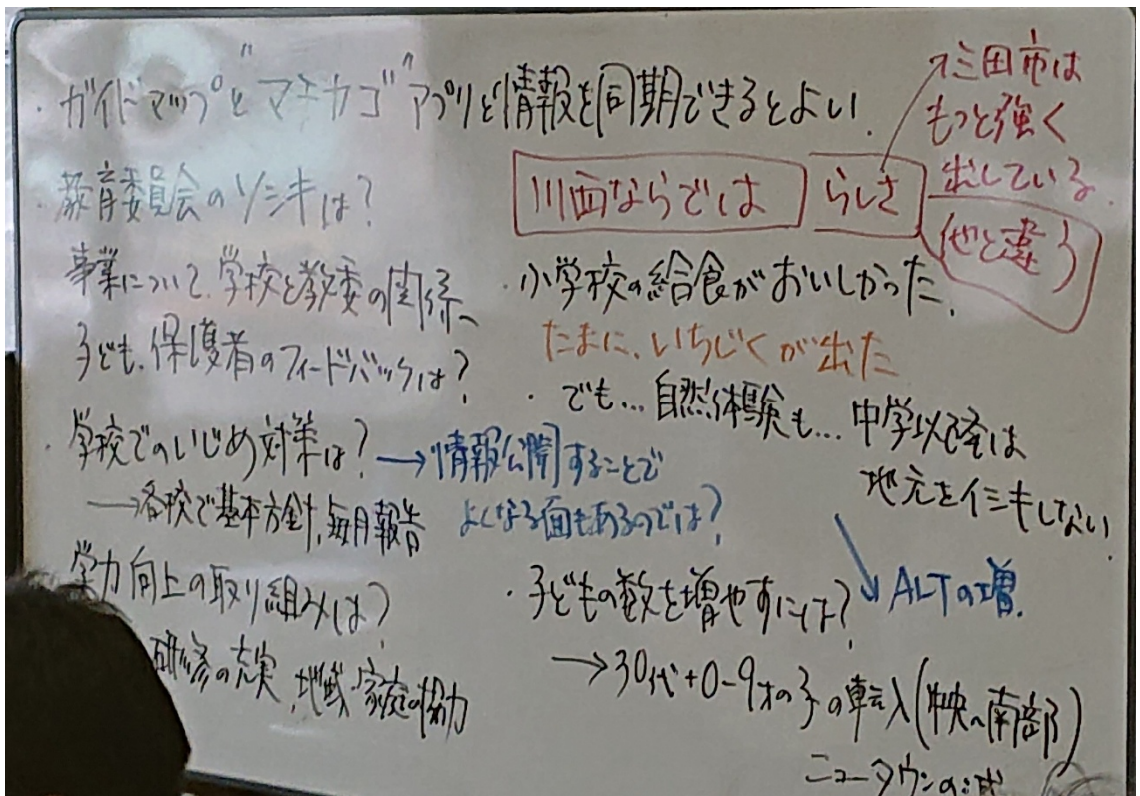 ・ガイドマップと"マチカゴ"アプリと情報を同期できるとよい.
教育委員会のソシキは?
事業について.学校と教委の関係
子ども.保護者のフィードバックは?
・学校でのいじめ対策は?
→各校で基本方針,毎月報告
→情報公開することで
よくなる面もあるのでは?
学力向上の取り組みは?
研修の充実,地域・家庭の協力
川西ならでは
らしさ
三田市は
もっと強く
出している.
他と違う
・小学校の給食がおいしかった.
たまに.いちじくが出た
・でも…自然体験も…中学以降は
地元をイシキしない.
↓ALTの増.
・子どもの数を増やすには?
→30代+0-9才の子の転入(中央~南部)
ニュータウンの減